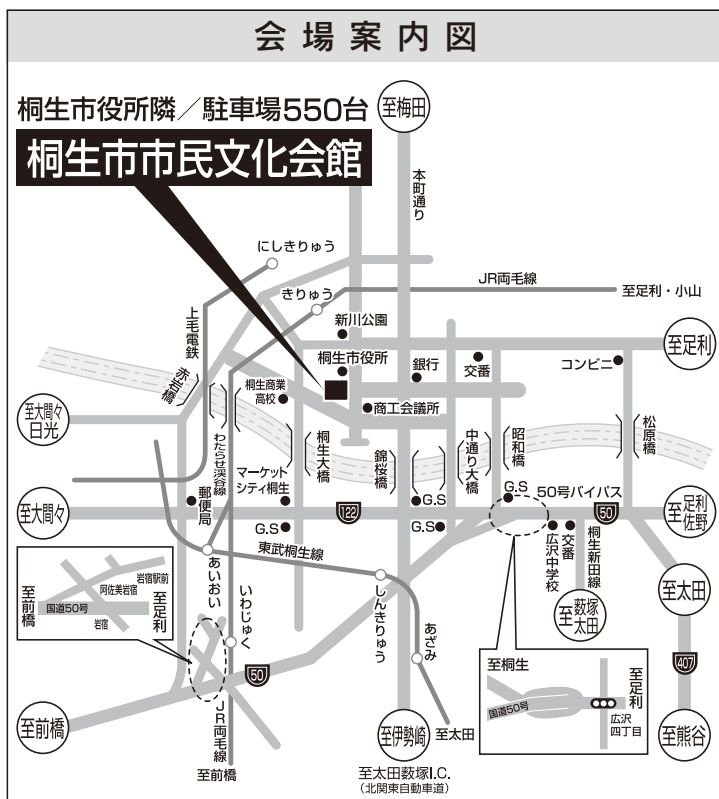 会場案内図
桐生市役所隣／駐車場550台
桐生市市民文化会館
至梅田
本町通り
にしきりゅう
きりゅう
JR両毛線
至足利・小山
上毛電鉄
新川公園
至足利
赤岩橋
桐生市役所
銀行
交番
コンビニ
桐生商業
高校
商工会議所
至大間々
日光
わたらせ渓谷線
桐生大橋
錦桜橋
中通り大橋
昭和橋
松原橋
マーケット
シティ桐生
郵便局
G.S
50号バイパス
至大間々
122
G.S
50
至足利
佐野
G.S
G.S
東武桐生線
広沢中学校
交番
桐生新田線
至前橋
岩宿駅前
阿佐美岩宿
国道50号
岩宿
至足利
あいおい
いわじゅく
しんきりゅう
あざみ
至薮塚
太田
至太田
50
407
至桐生
至足利
国道50号
広沢
四丁目
至前橋
JR両毛線
至前橋
至伊勢崎
至太田
至熊谷
至太田薮塚I.C.
（北関東自動車道）